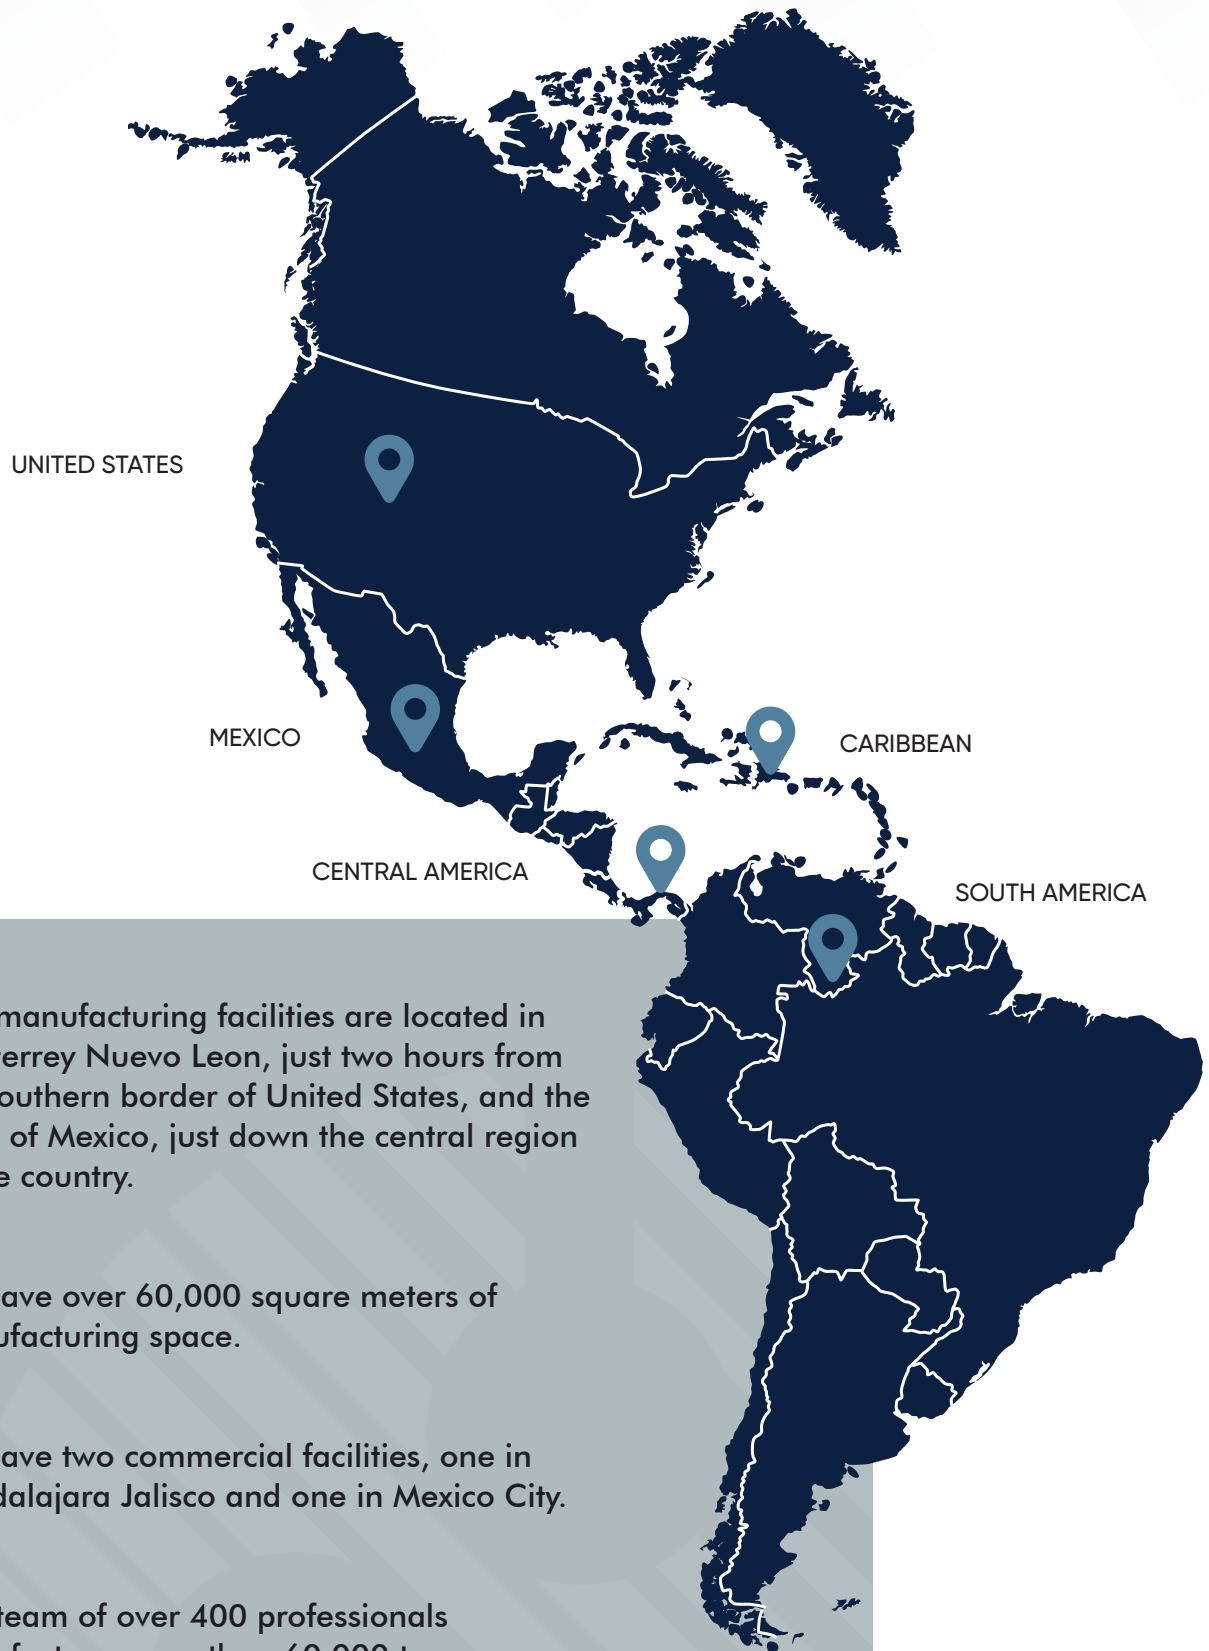 UNITED STATES
MEXICO
CARIBBEAN
CENTRAL AMERICA
SOUTH AMERICA
manufacturing facilities are located in
terrey Nuevo Leon, just two hours from
outhern border of United States, and the
of Mexico, just down the central region
e country.
ave over 60,000 square meters of
ufacturing space.
ave two commercial facilities, one in
dalajara Jalisco and one in Mexico City.
team of over 400 professionals